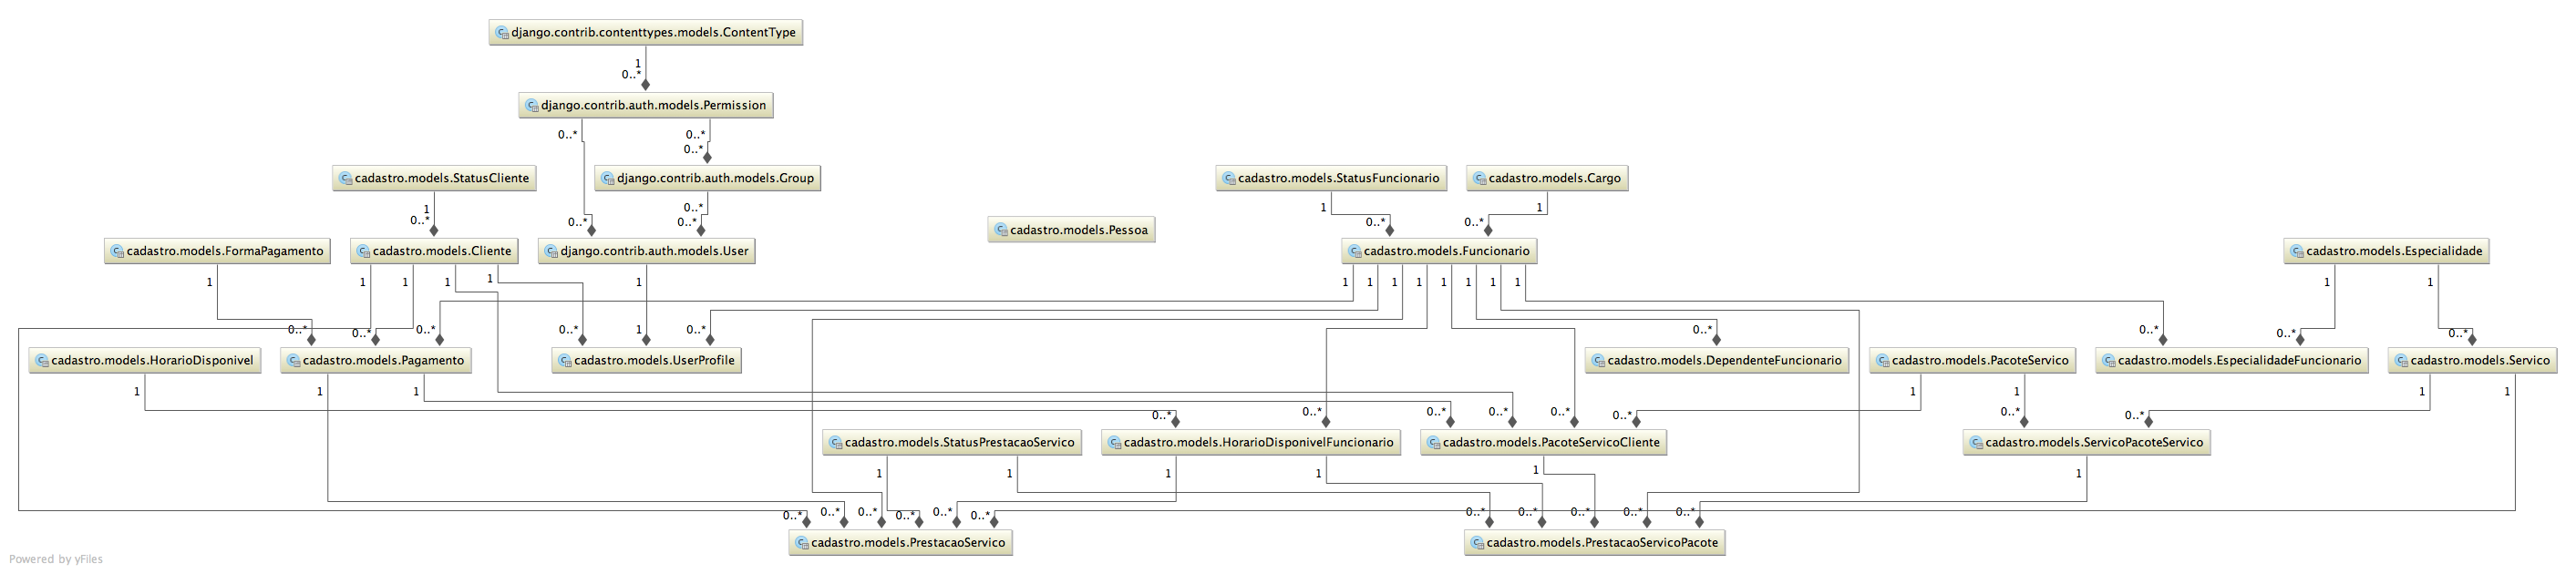 django.contrib.contenttypes.models.ContentType
1
0..*
django.contrib.auth.models.Permission
0..* 0..*
0..*
cadastro.models.StatusCliente django.contrib.auth.models.Group cadastro.models.StatusFuncionario cadastro.models.Cargo
1 0..* 1 1
0..* 0..* 0..* 0..* 0..*
cadastro.models.Pessoa
cadastro.models.FormaPagamento cadastro.models.Cliente django.contrib.auth.models.User cadastro.models.Funcionario cadastro.models.Especialidade
1 1 1 1 1 1 1 1 1 1 1 1 1 1 1 1
0..* 0..* 0..* 0..* 1 0..* 0..* 0..* 0..* 0..*
cadastro.models.HorarioDisponivel cadastro.models.Pagamento cadastro.models.UserProfile cadastro.models.DependenteFuncionario cadastro.models.PacoteServico cadastro.models.EspecialidadeFuncionario cadastro.models.Servico
1 1 1 1 1 1 1
0..* 0..* 0..* 0..* 0..* 0..* 0..* 0..*
cadastro.models.StatusPrestacaoServico cadastro.models.HorarioDisponivelFuncionario cadastro.models.PacoteServicoCliente cadastro.models.ServicoPacoteServico
1 1 1 1 1 1
0..* 0..* 0..* 0..* 0..* 0..* 0..* 0..* 0..* 0..* 0..*
cadastro.models.PrestacaoServico cadastro.models.PrestacaoServicoPacote
Powered by yFiles